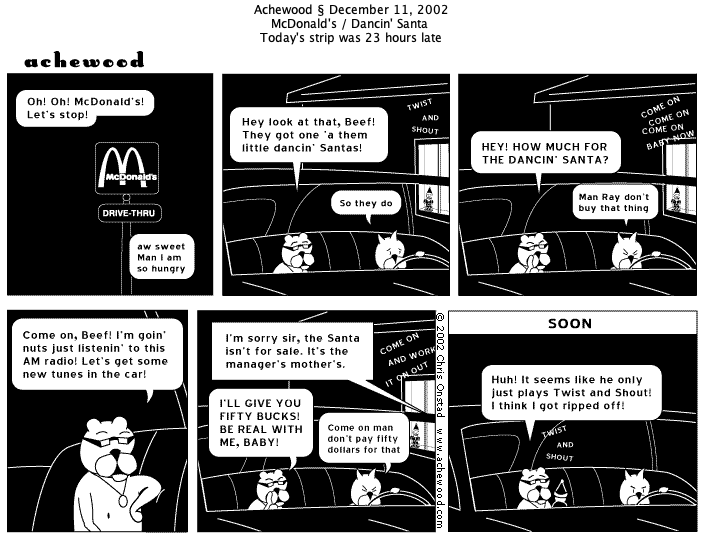 Achewood § December 11, 2002
McDonald's / Dancin' Santa
Today's strip was 23 hours late
achewood
Oh! Oh! McDonald's!
Let's stop!
McDonald's
DRIVE-THRU
aw sweet
Man I am
so hungry
Hey look at that, Beef!
They got one 'a them
little dancin' Santas!
TWIST
AND
SHOUT
So they do
HEY! HOW MUCH FOR
THE DANCIN' SANTA?
COME ON
COME ON
COME ON
BABY NOW
Man Ray don't
buy that thing
Come on, Beef! I'm goin'
nuts just listenin' to this
AM radio! Let's get some
new tunes in the car!
I'm sorry sir, the Santa
isn't for sale. It's the
manager's mother's.
COME ON
AND WORK
IT ON OUT
I'LL GIVE YOU
FIFTY BUCKS!
BE REAL WITH
ME, BABY!
Come on man
don't pay fifty
dollars for that
© 2002 Chris Onstad www.achewood.com
SOON
Huh! It seems like he only
just plays Twist and Shout!
I think I got ripped off!
TWIST
AND
SHOUT